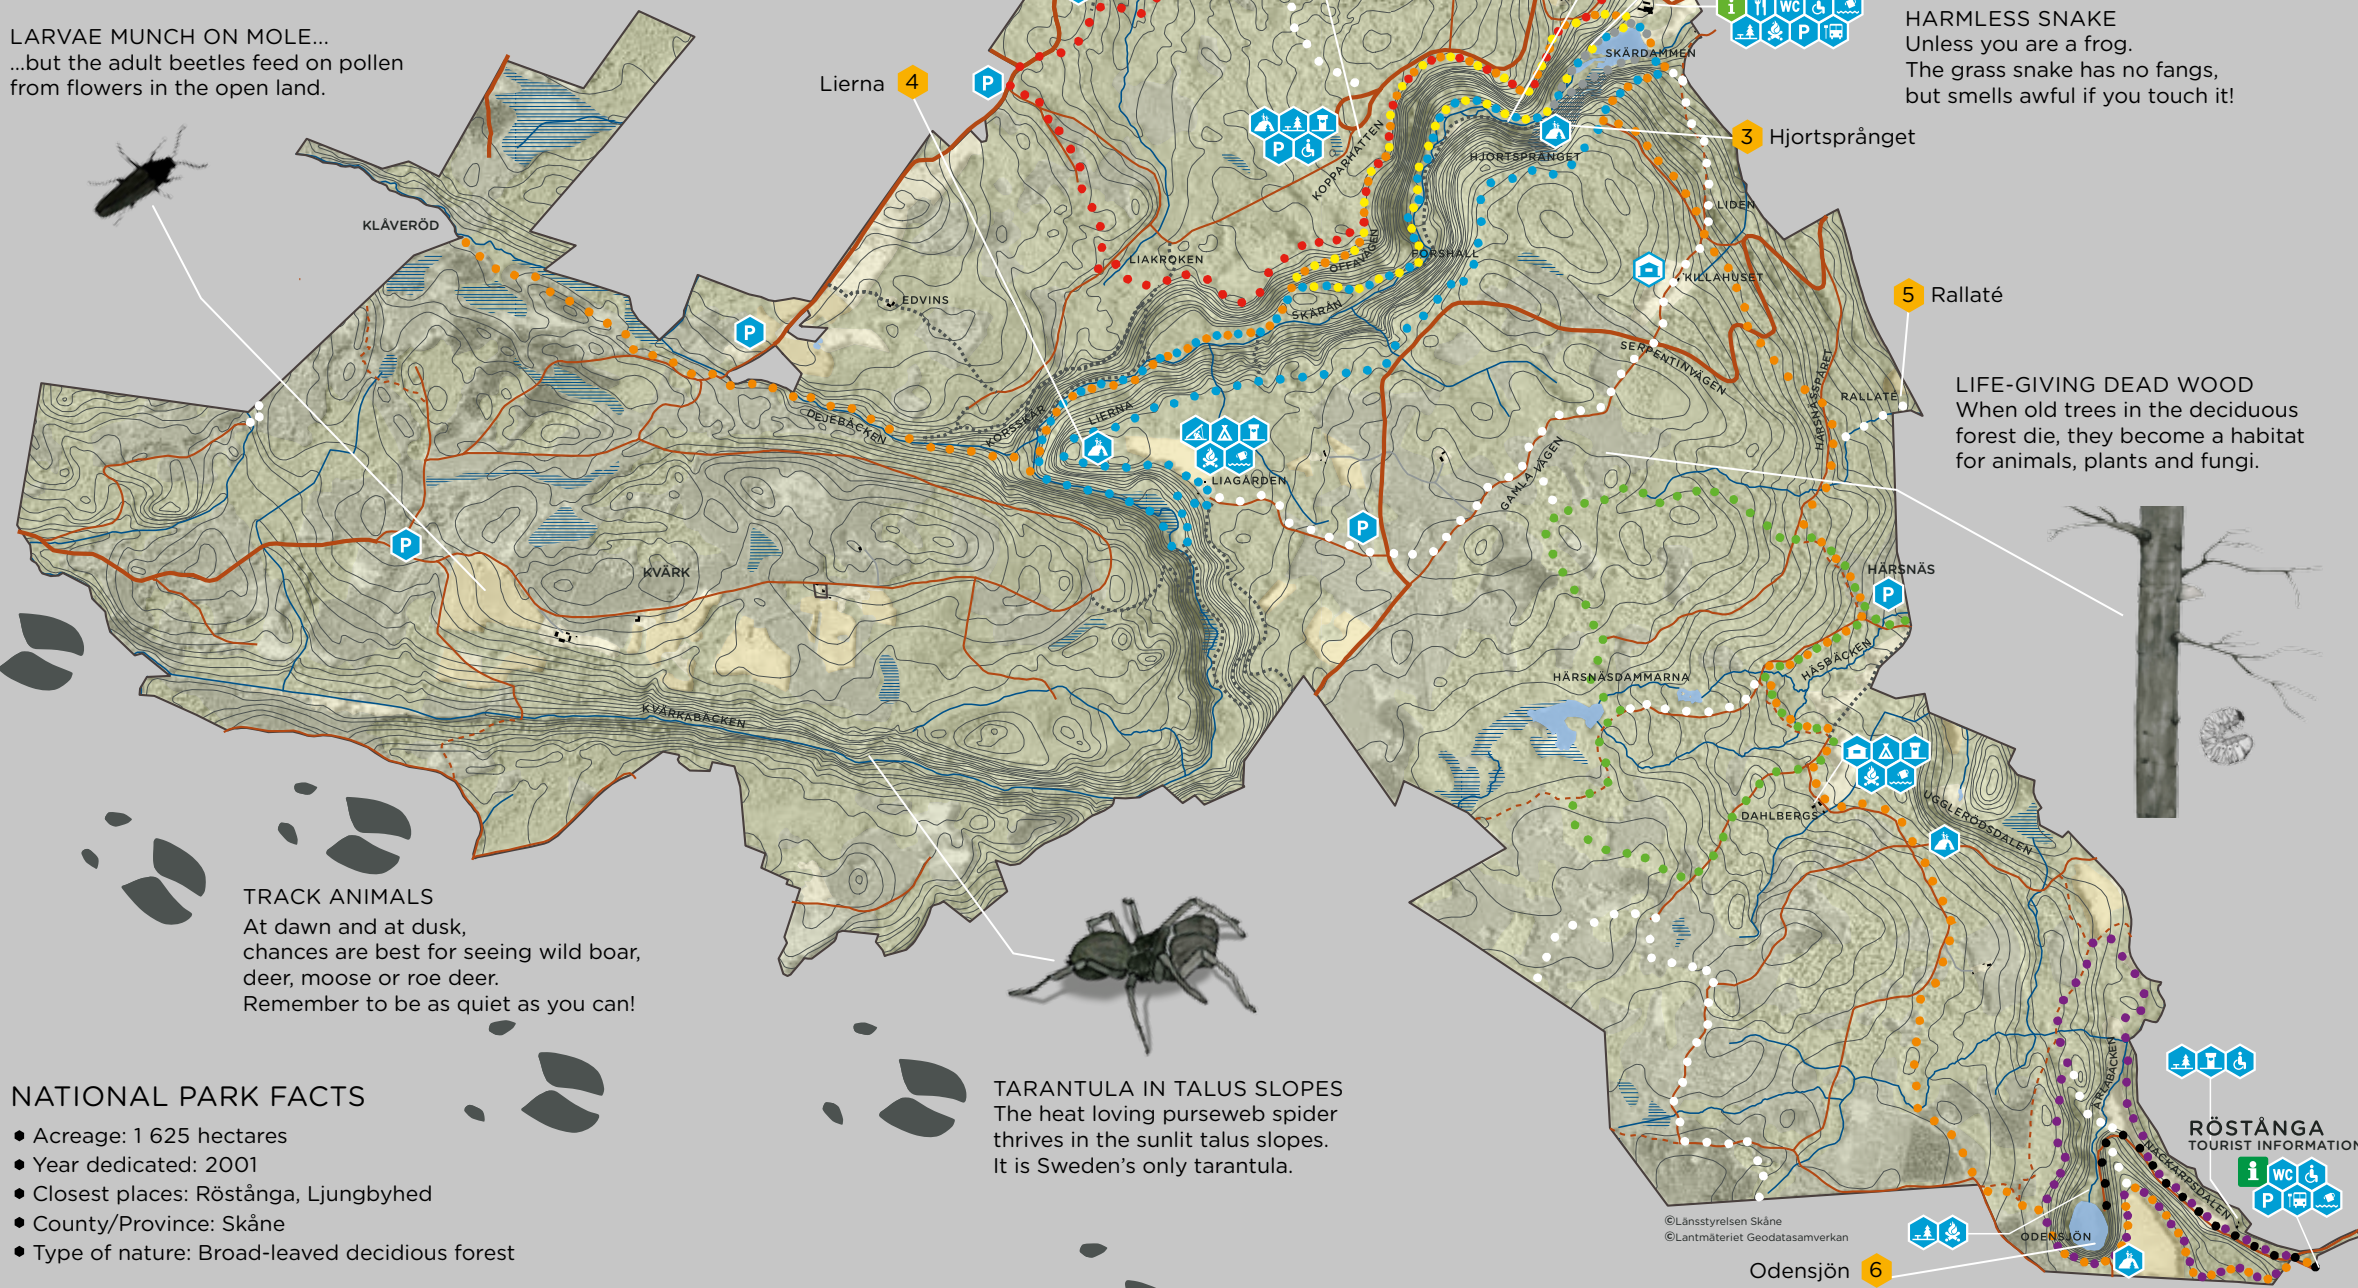 LARVAE MUNCH ON MOLE...
...but the adult beetles feed on pollen
from flowers in the open land.
HARMLESS SNAKE
Unless you are a frog.
The grass snake has no fangs,
but smells awful if you touch it!
i
WC
P
SKÄRDAMMEN
Lierna 4
P
P
3 Hjortsprånget
HJORTSPRÅNGET
KOPPARHATTEN
KLÅVERÖD
LIDEN
LIAKROKEN
OFFAVÄGEN
FORSHALL
KILLAHUSET
5 Rallaté
EDVINS
SKÄRÅN
P
SERPENTINVÄGEN
HÄRSNÄSSPÅRET
RALLATÉ
LIFE-GIVING DEAD WOOD
When old trees in the deciduous
forest die, they become a habitat
for animals, plants and fungi.
DEJEBÄCKEN
KORSSKÄR
LIERNA
LIAGÅRDEN
GAMLA VÄGEN
P
P
KVÄRK
HÄRSNÄS
P
HÄRSNÄSDAMMARNA
HÄSBÄCKEN
KVÄRKABÄCKEN
DAHLBERGS
UGGLERÖDSDALEN
TRACK ANIMALS
At dawn and at dusk,
chances are best for seeing wild boar,
deer, moose or roe deer.
Remember to be as quiet as you can!
NATIONAL PARK FACTS
• Acreage: 1 625 hectares
• Year dedicated: 2001
• Closest places: Röstånga, Ljungbyhed
• County/Province: Skåne
• Type of nature: Broad-leaved decidious forest
TARANTULA IN TALUS SLOPES
The heat loving purseweb spider
thrives in the sunlit talus slopes.
It is Sweden's only tarantula.
ÄRLABÄCKEN
RÖSTÅNGA
TOURIST INFORMATION
i
WC
P
NACKARPSDALEN
©Länsstyrelsen Skåne
©Lantmäteriet Geodatasamverkan
ODENSJÖN
Odensjön 6